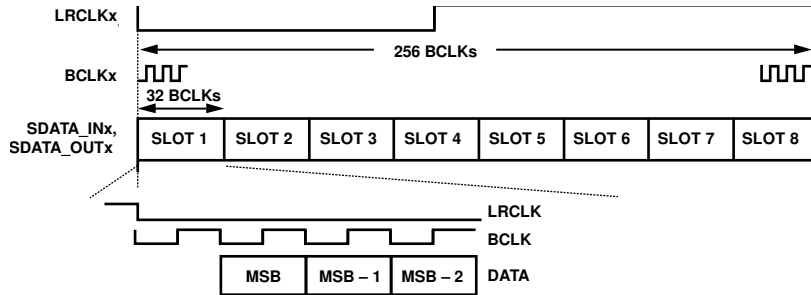 LRCLKx
256 BCLKs
BCLKx
32 BCLKs
SDATA_INx,
SDATA_OUTx
SLOT 1 SLOT 2 SLOT 3 SLOT 4 SLOT 5 SLOT 6 SLOT 7 SLOT 8
LRCLK
BCLK
MSB MSB – 1 MSB – 2 DATA